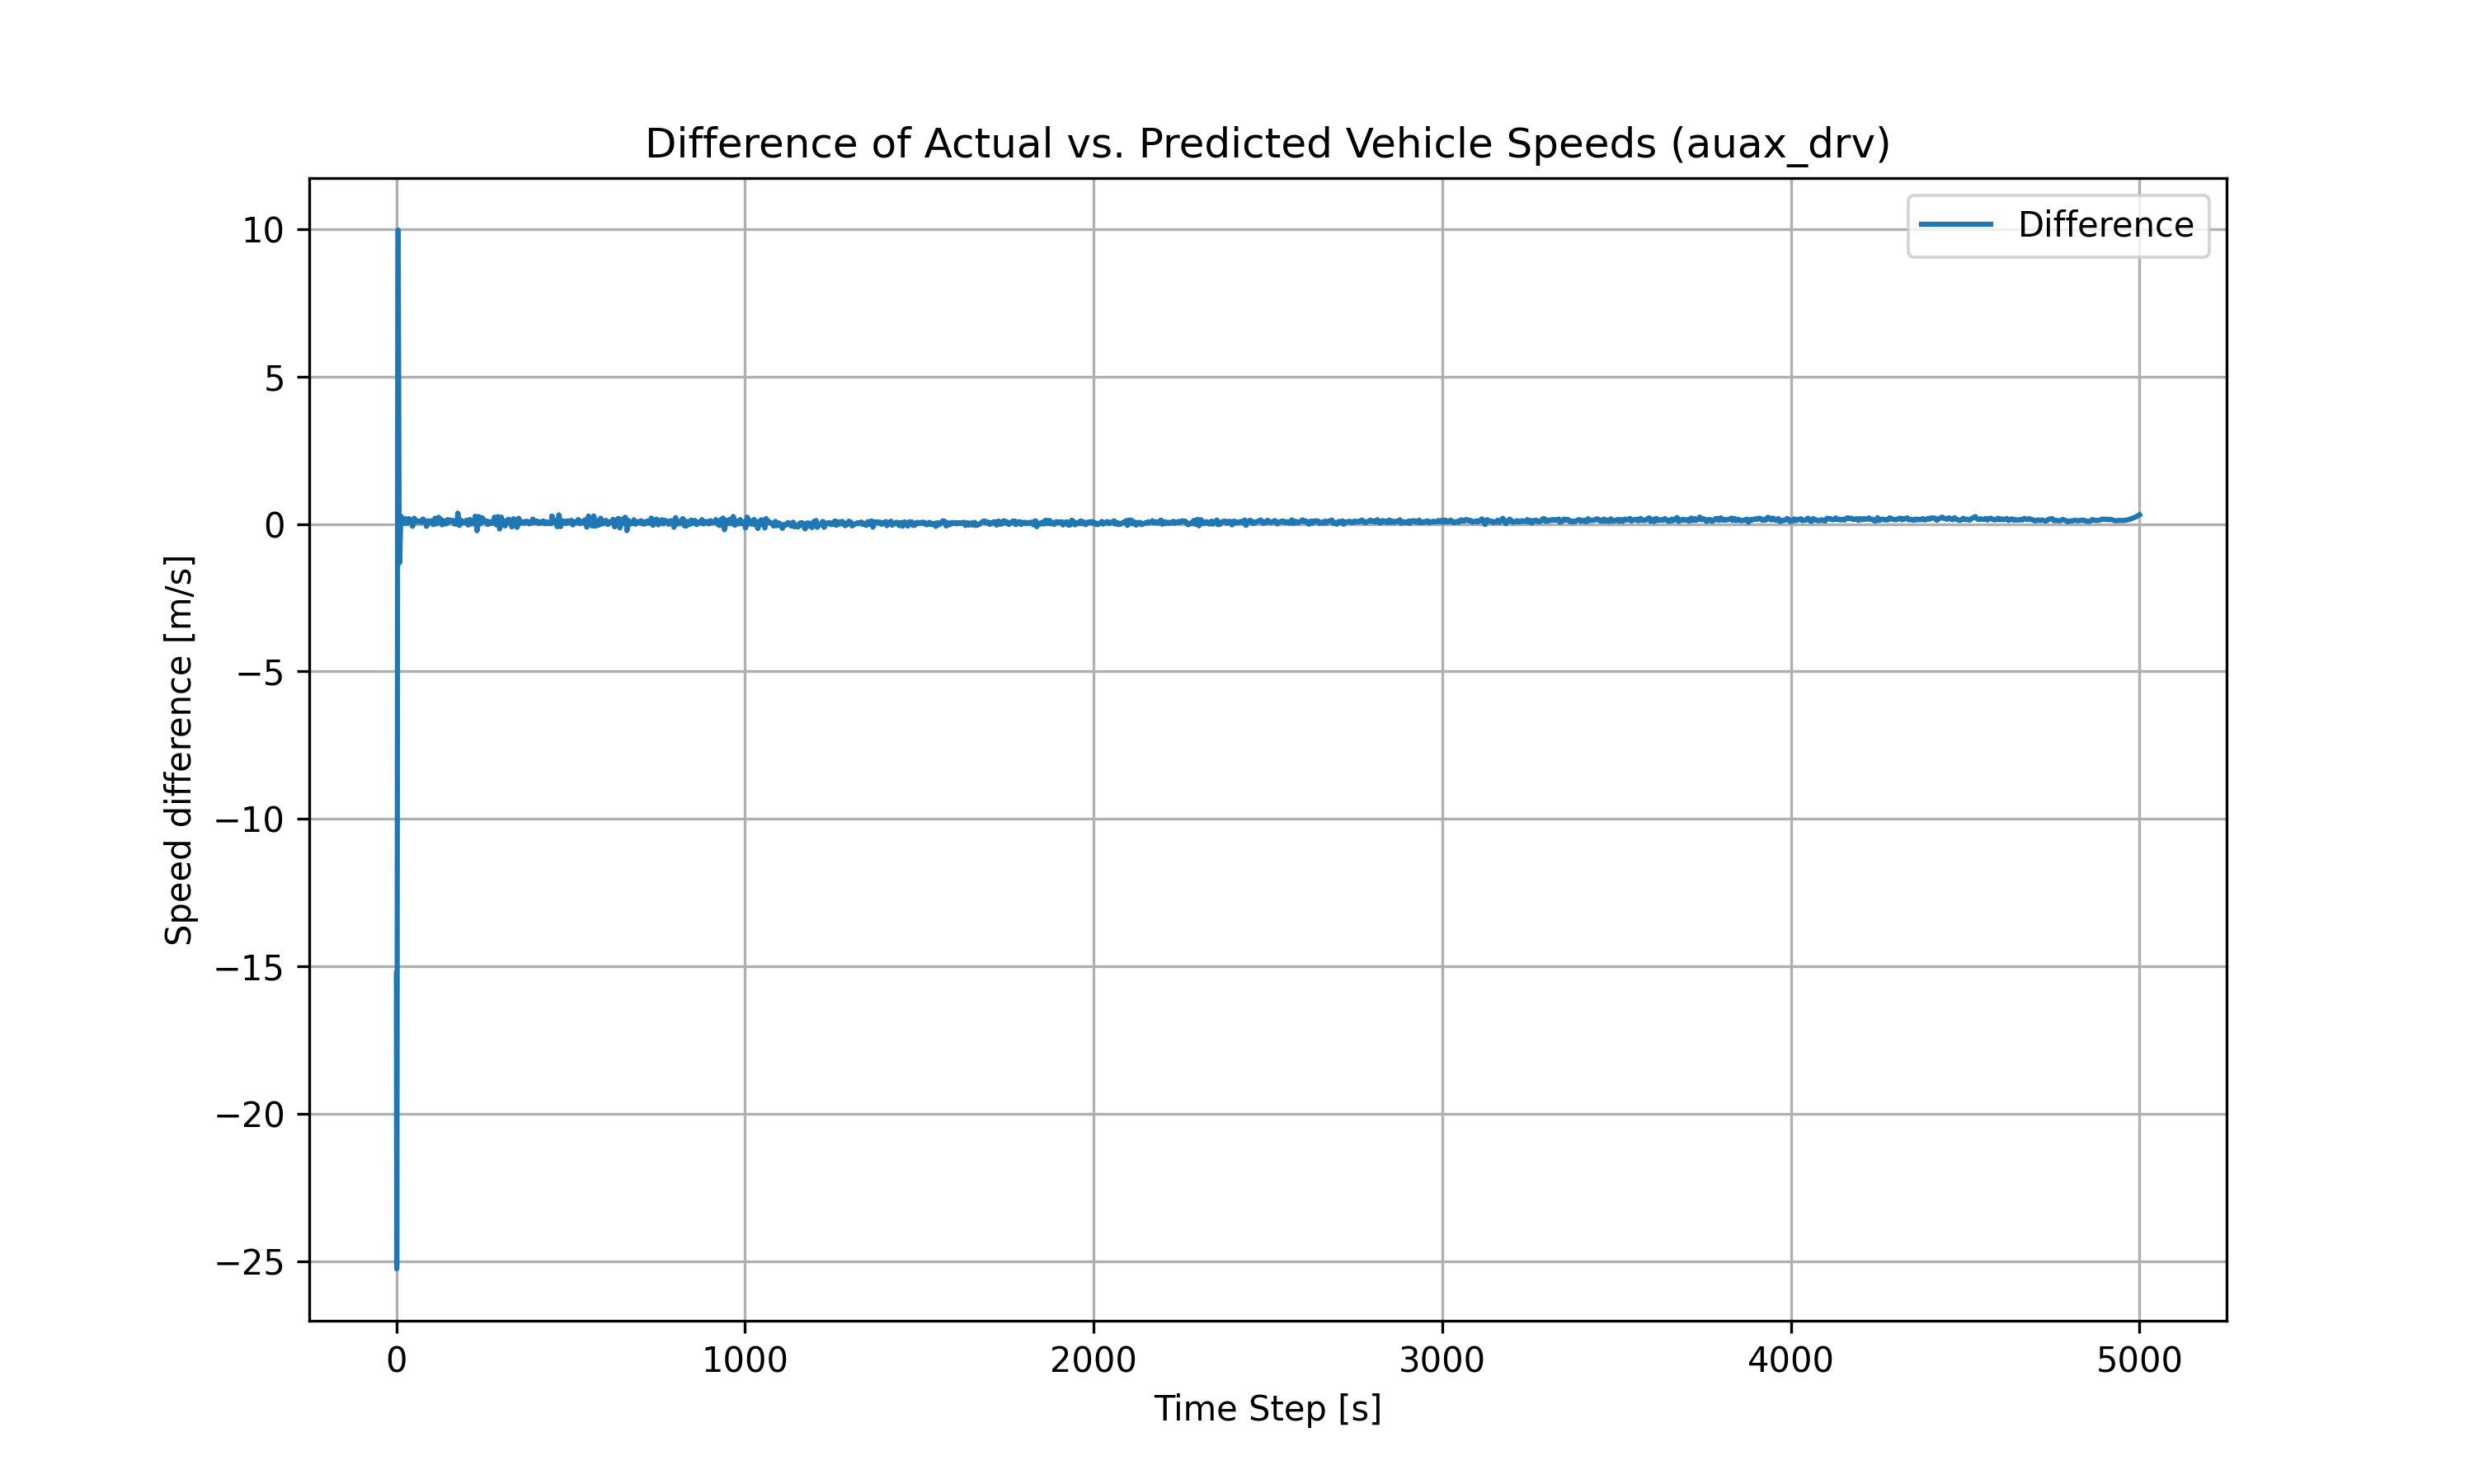 Difference of Actual vs. Predicted Vehicle Speeds (auax_drv)
Difference
10
5
0
−5
−10
−15
−20
−25
Speed difference [m/s]
0 1000 2000 3000 4000 5000
Time Step [s]